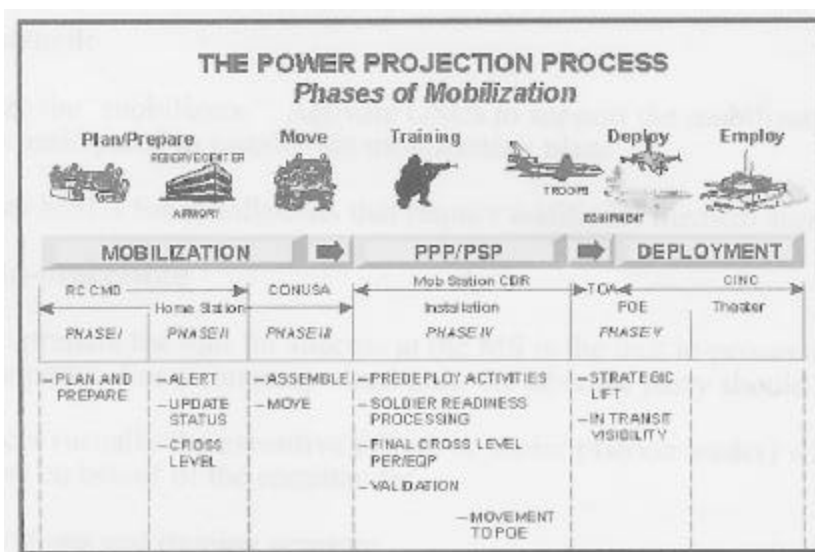 THE POWER PROJECTION PROCESS
Phases of Mobilization
Plan/Prepare Move Training Deploy Employ
RESERVE CENTER
ARMORY
TROOPS
EQUIPMENT
MOBILIZATION PPP/PSP DEPLOYMENT
RC CMD CONUSA Mob Station CDR TOA CINC
Home Station Installation POE Theater
PHASE I PHASE II PHASE III PHASE IV PHASE V
PLAN AND ALERT ASSEMBLE PREDEPLOY ACTIVITIES STRATEGIC
PREPARE UPDATE MOVE SOLDIER READINESS LIFT
STATUS PROCESSING IN TRANSIT
CROSS FINAL CROSS LEVEL VISIBILITY
LEVEL PER/EQP
VALIDATION
MOVEMENT
TO POE